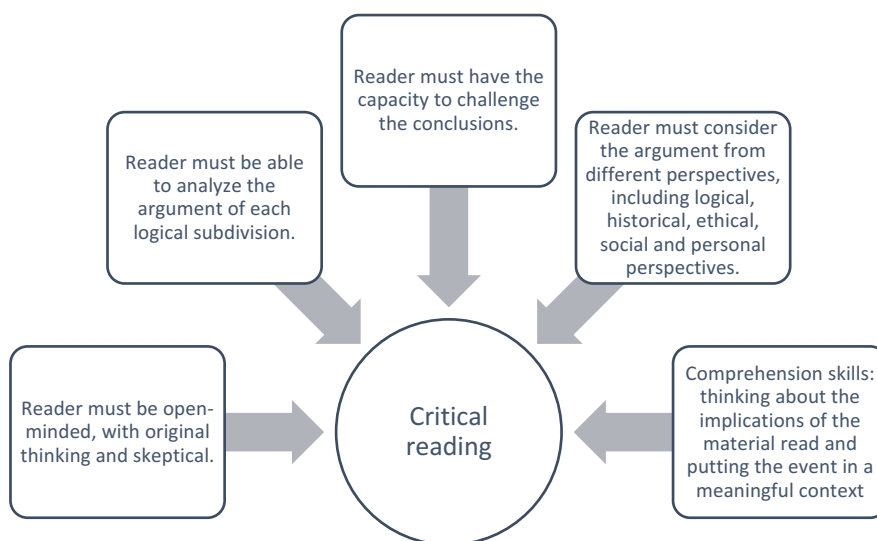 Reader must be open-
minded, with original
thinking and skeptical.
Reader must be able
to analyze the
argument of each
logical subdivision.
Reader must have the
capacity to challenge
the conclusions.
Reader must consider
the argument from
different perspectives,
including logical,
historical, ethical,
social and personal
perspectives.
Comprehension skills:
thinking about the
implications of the
material read and
putting the event in a
meaningful context
Critical
reading